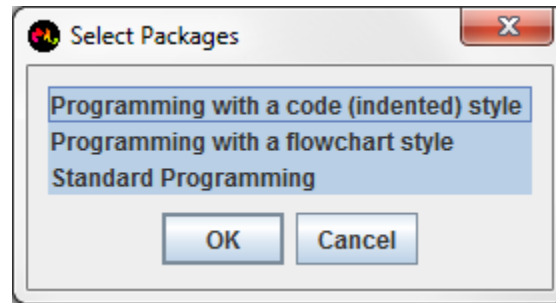 Select Packages
Programming with a code (indented) style
Programming with a flowchart style
Standard Programming
OK Cancel